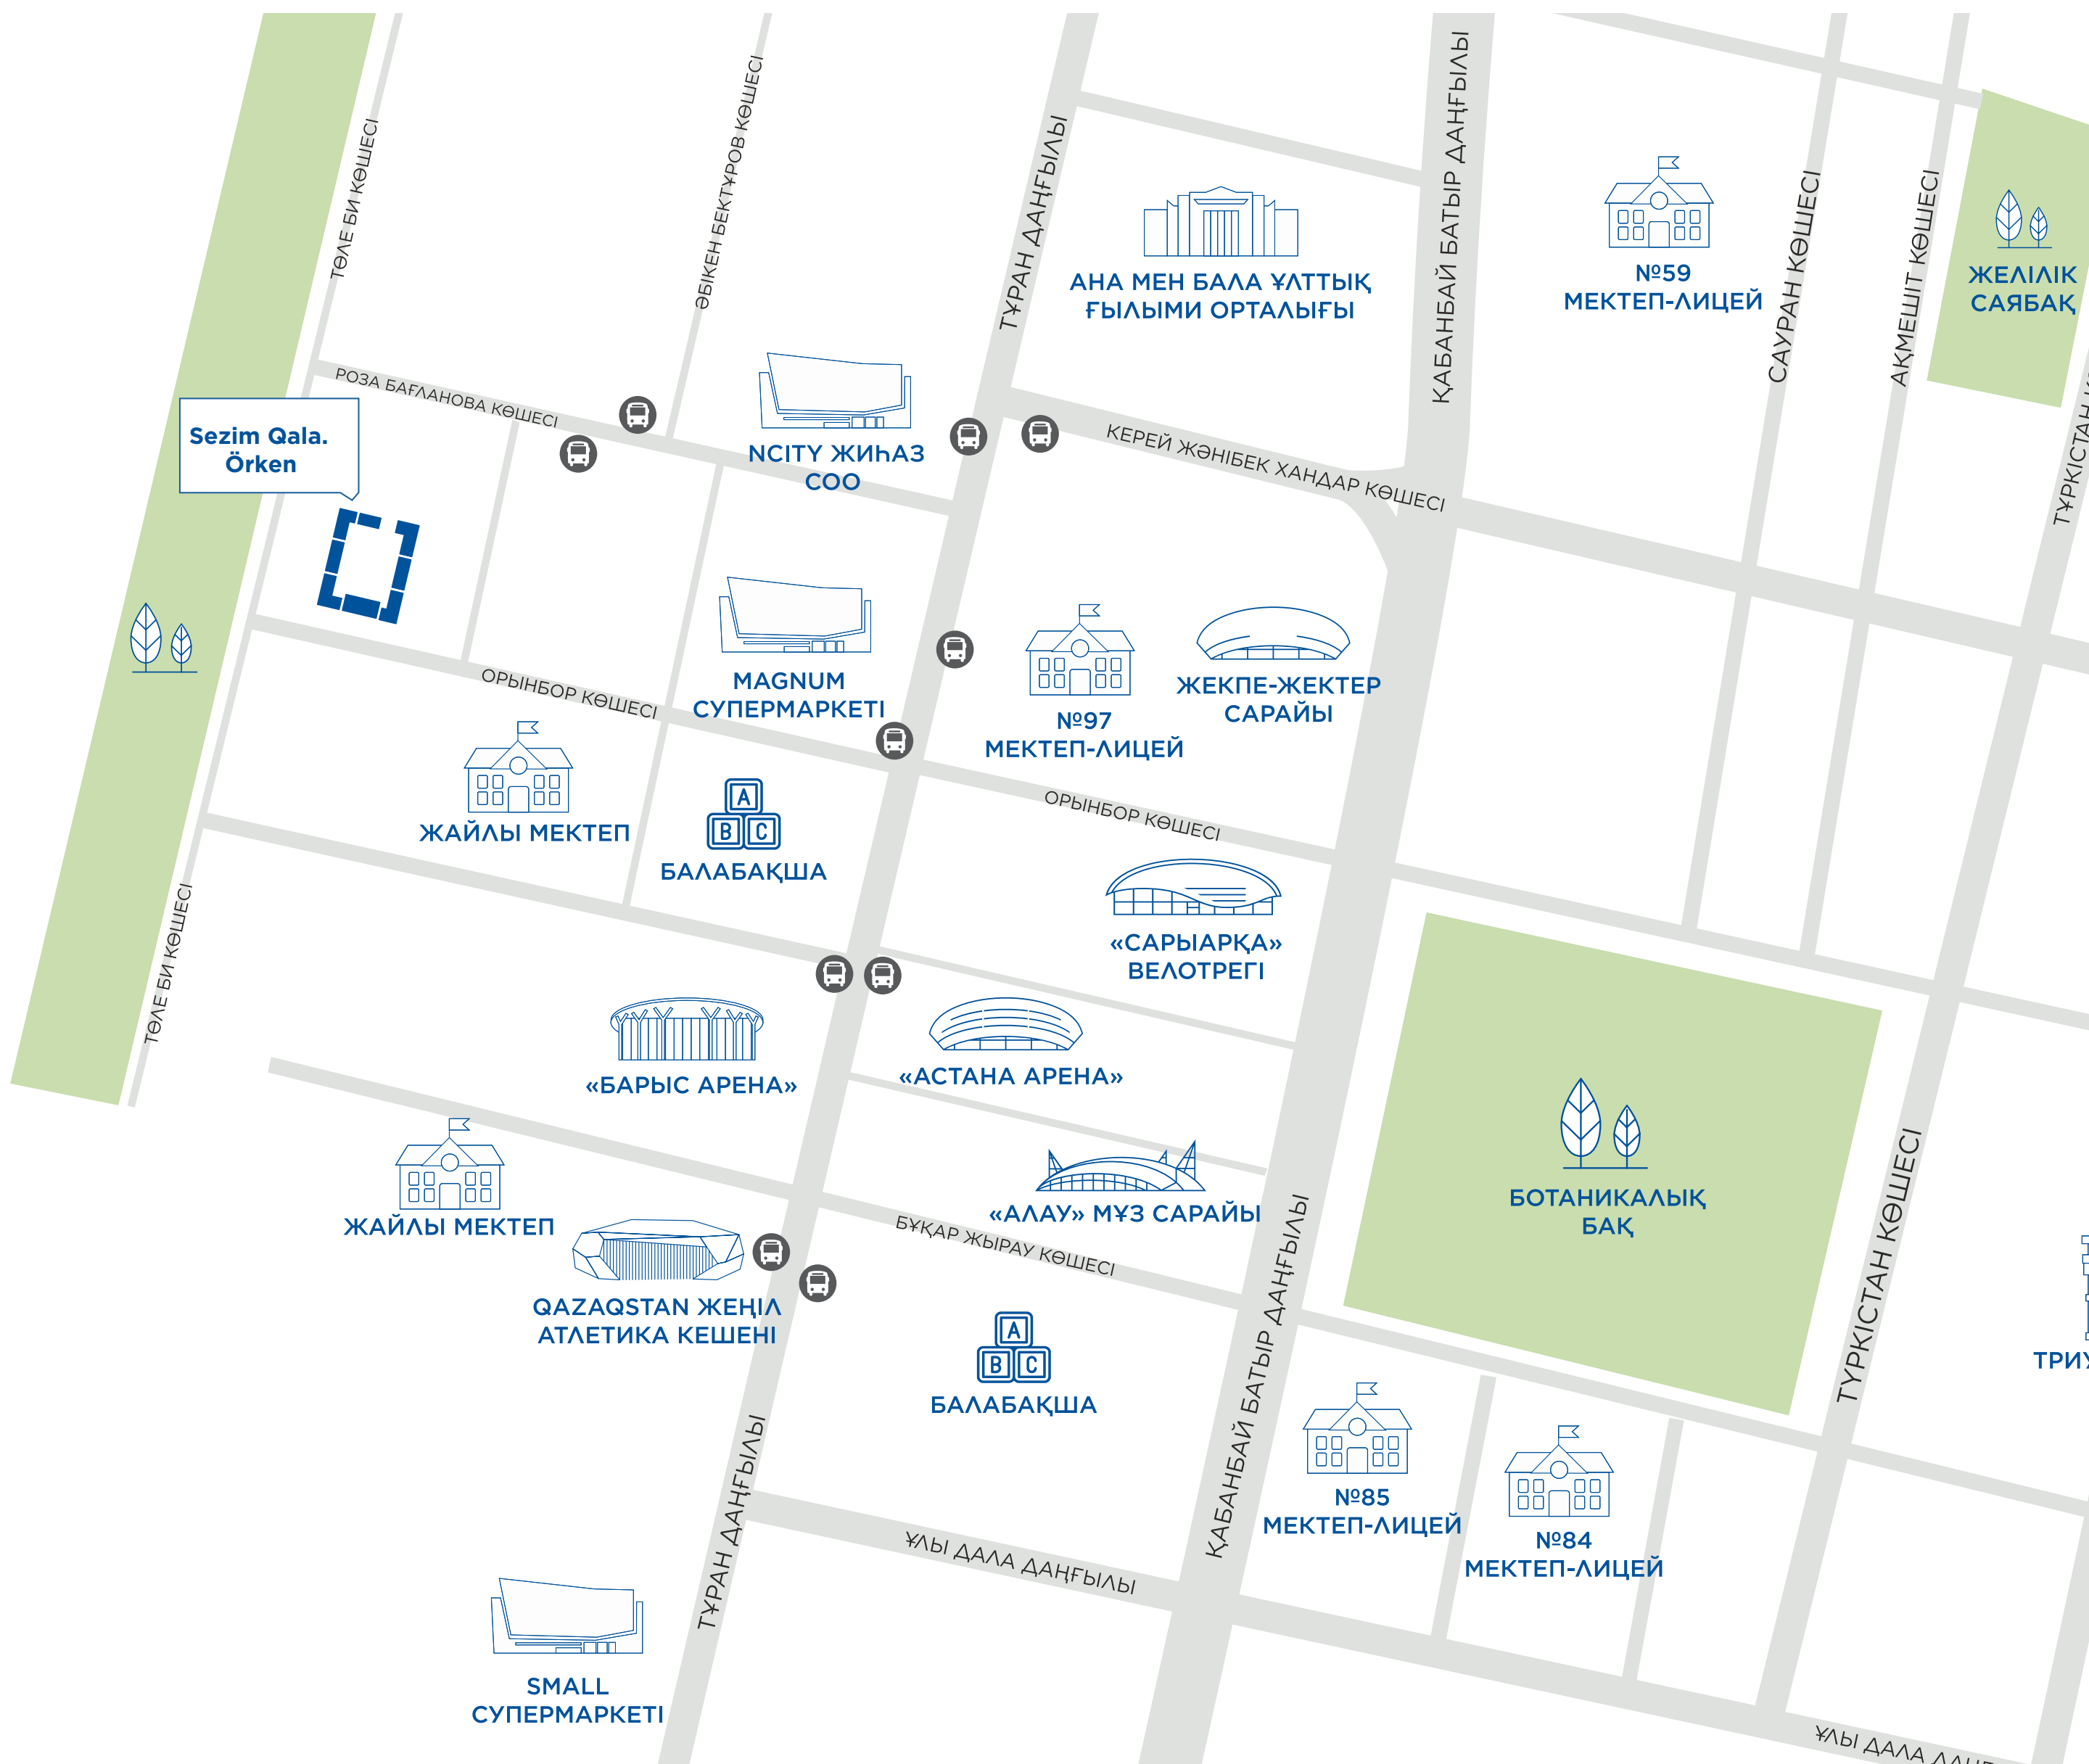 ТӨЛЕ БИ КӨШЕСІ
ӘБІКЕН БЕКТҰРОВ КӨШЕСІ
ТҰРАН ДАҢҒЫЛЫ
ҚАБАНБАЙ БАТЫР ДАҢҒЫЛЫ
САУРАН КӨШЕСІ
АҚМЕШІТ КӨШЕСІ
АНА МЕН БАЛА ҰЛТТЫҚ
ҒЫЛЫМИ ОРТАЛЫҒЫ
№59
МЕКТЕП-ЛИЦЕЙ
ЖЕЛІЛІК
САЯБАҚ
РОЗА БАҒЛАНОВА КӨШЕСІ
Sezim Qala.
Örken
NCITY ЖИҺАЗ
СОО
КЕРЕЙ ЖӘНІБЕК ХАНДАР КӨШЕСІ
ТҰРКІСТАН
MAGNUM
СУПЕРМАРКЕТІ
№97
МЕКТЕП-ЛИЦЕЙ
ЖЕКПЕ-ЖЕКТЕР
САРАЙЫ
ОРЫНБОР КӨШЕСІ
ОРЫНБОР КӨШЕСІ
ЖАЙЛЫ МЕКТЕП
A
B C
БАЛАБАҚША
«САРЫАРҚА»
ВЕЛОТРЕГІ
ТӨЛЕ БИ КӨШЕСІ
«БАРЫС АРЕНА»
«АСТАНА АРЕНА»
ЖАЙЛЫ МЕКТЕП
«АЛАУ» МҰЗ САРАЙЫ
БҰҚАР ЖЫРАУ КӨШЕСІ
БОТАНИКАЛЫҚ
БАҚ
ТҮРКІСТАН КӨШЕСІ
QAZAQSTAN ЖЕҢІЛ
АТЛЕТИКА КЕШЕНІ
A
B C
БАЛАБАҚША
ҚАБАНБАЙ БАТЫР ДАҢҒЫЛЫ
ТҰРАН ДАҢҒЫЛЫ
№85
МЕКТЕП-ЛИЦЕЙ
№84
МЕКТЕП-ЛИЦЕЙ
ҰЛЫ ДАЛА ДАҢҒЫЛЫ
SMALL
СУПЕРМАРКЕТІ
ҰЛЫ ДАЛА